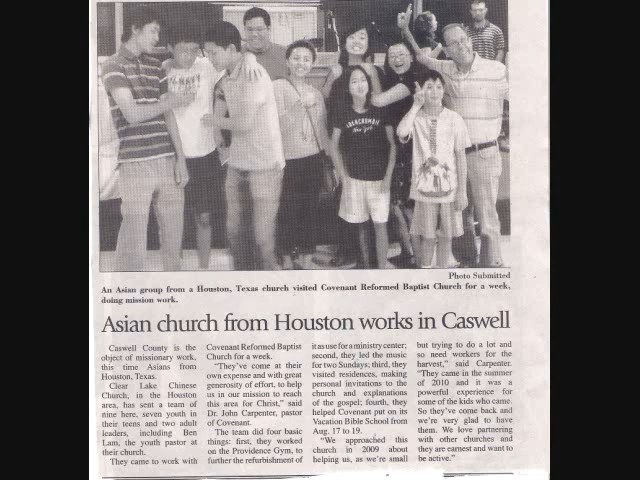 ABERCROMBIE
New York
Photo Submitted
An Asian group from a Houston, Texas church visited Covenant Reformed Baptist Church for a week,
doing mission work.
Asian church from Houston works in Caswell
Caswell County is the
object of missionary work,
this time Asians from
Houston, Texas.
Clear Lake Chinese
Church, in the Houston
area, has sent a team of
nine here, seven youth in
their teens and two adult
leaders, including Ben
Lam, the youth pastor at
their church.
They came to work with
Covenant Reformed Baptist
Church for a week.
"They've come at their
own expense and with great
generosity of effort, to help
us in our mission to reach
this area for Christ," said
Dr. John Carpenter, pastor
of Covenant.
The team did four basic
things: first, they worked
on the Providence Gym, to
further the refurbishment of
it as use for a ministry center;
second, they led the music
for two Sundays; third, they
visited residences, making
personal invitations to the
church and explanations
of the gospel; fourth, they
helped Covenant put on its
Vacation Bible School from
Aug. 17 to 19.
"We approached this
church in 2009 about
helping us, as we're small
but trying to do a lot and
so need workers for the
harvest," said Carpenter.
"They came in the summer
of 2010 and it was a
powerful experience for
some of the kids who came.
So they've come back and
we're very glad to have
them. We love partnering
with other churches and
they are earnest and want to
be active."